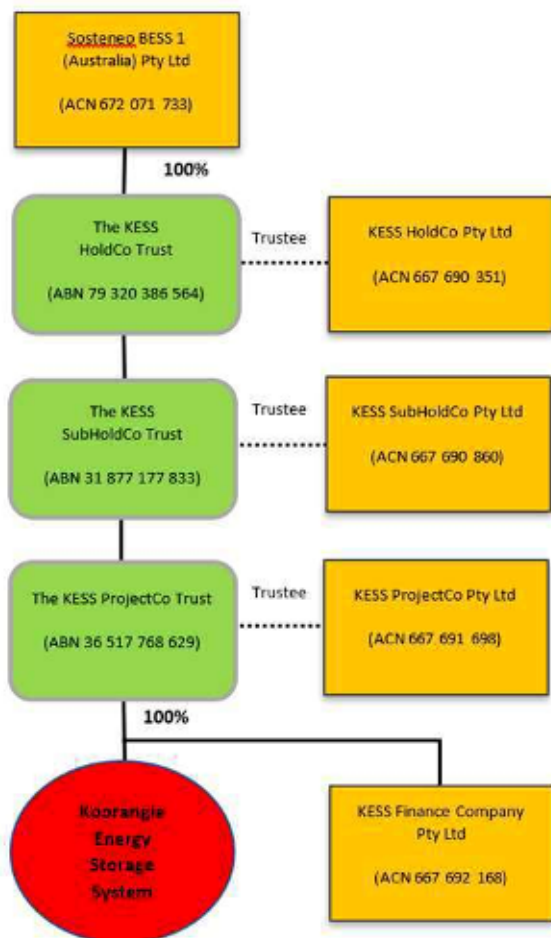 Sosteneo BESS 1
(Australia) Pty Ltd
(ACN 672 071 733)
100%
The KESS
HoldCo Trust
(ABN 79 320 386 564)
Trustee
KESS HoldCo Pty Ltd
(ACN 667 690 351)
The KESS
SubHoldCo Trust
(ABN 31 877 177 833)
Trustee
KESS SubHoldCo Pty Ltd
(ACN 667 690 860)
The KESS ProjectCo Trust
(ABN 36 517 768 629)
Trustee
KESS ProjectCo Pty Ltd
(ACN 667 691 698)
100%
Koorangie
Energy
Storage
System
KESS Finance Company
Pty Ltd
(ACN 667 692 168)